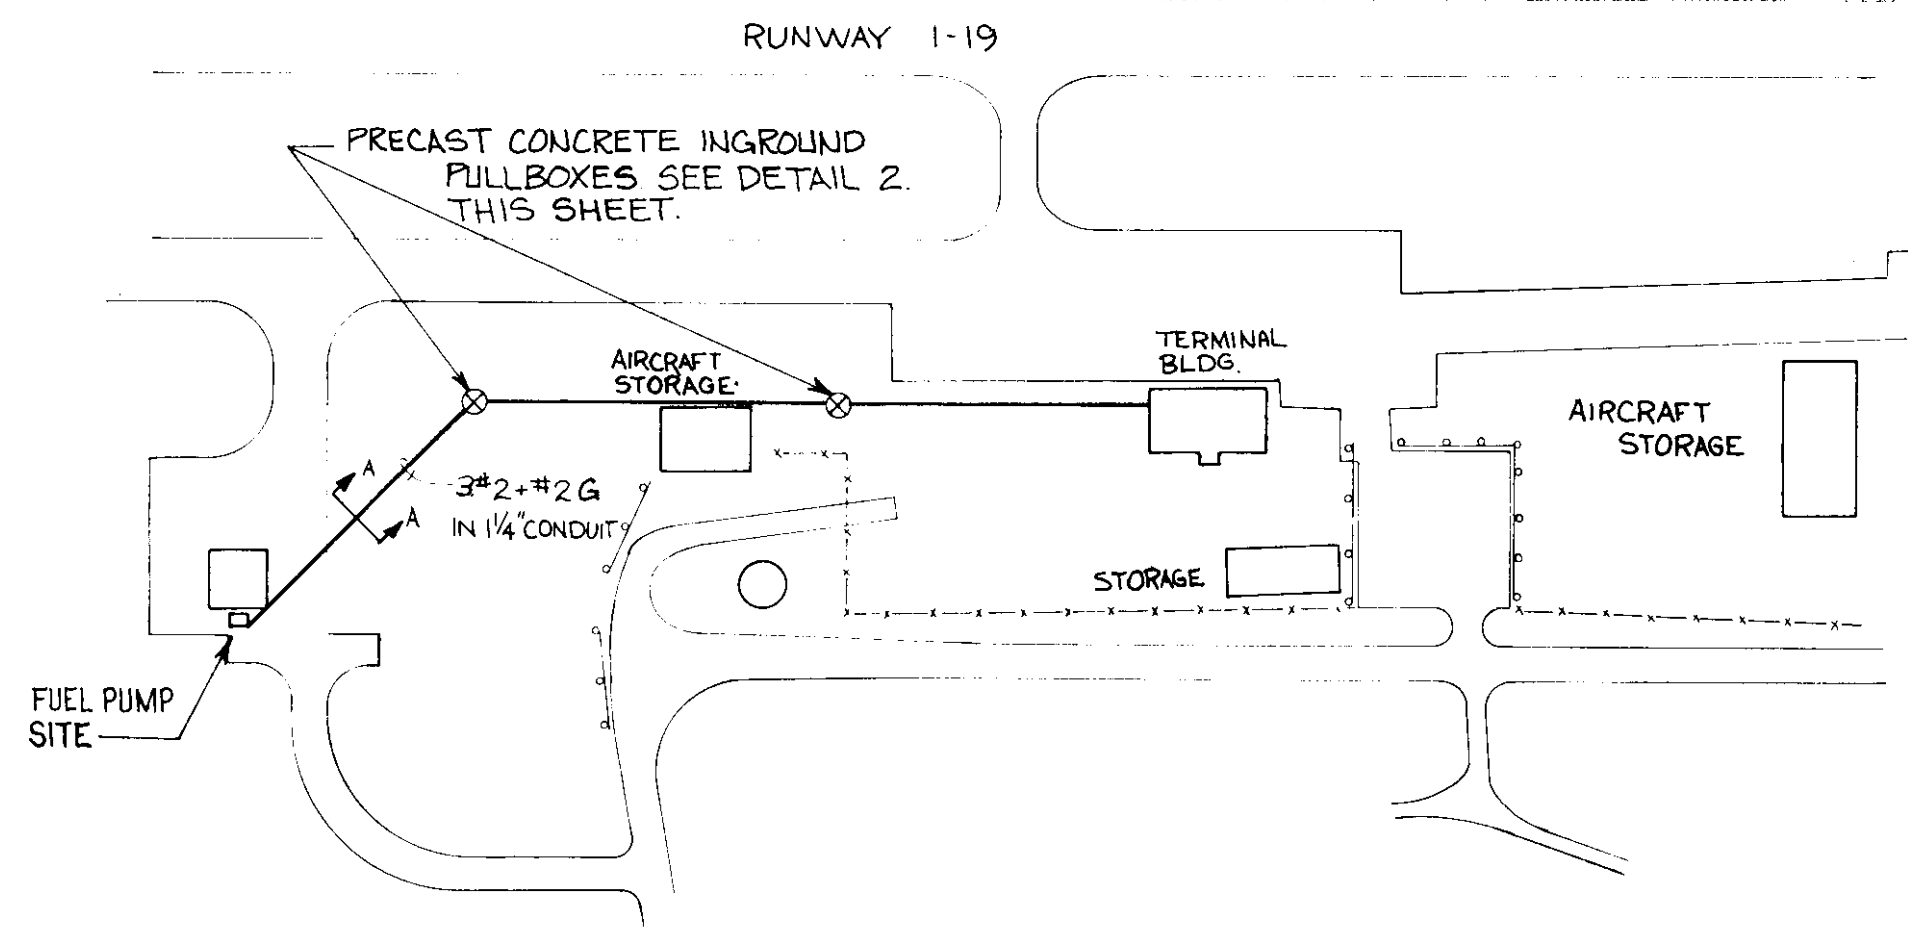 RUNWAY 1-19
PRECAST CONCRETE INGROUND
PULLBOXES SEE DETAIL 2.
THIS SHEET.
TERMINAL
BLDG.
AIRCRAFT
STORAGE
AIRCRAFT
STORAGE
A
3#2+#2G
A
IN 1¼" CONDUIT
STORAGE
FUEL PUMP
SITE